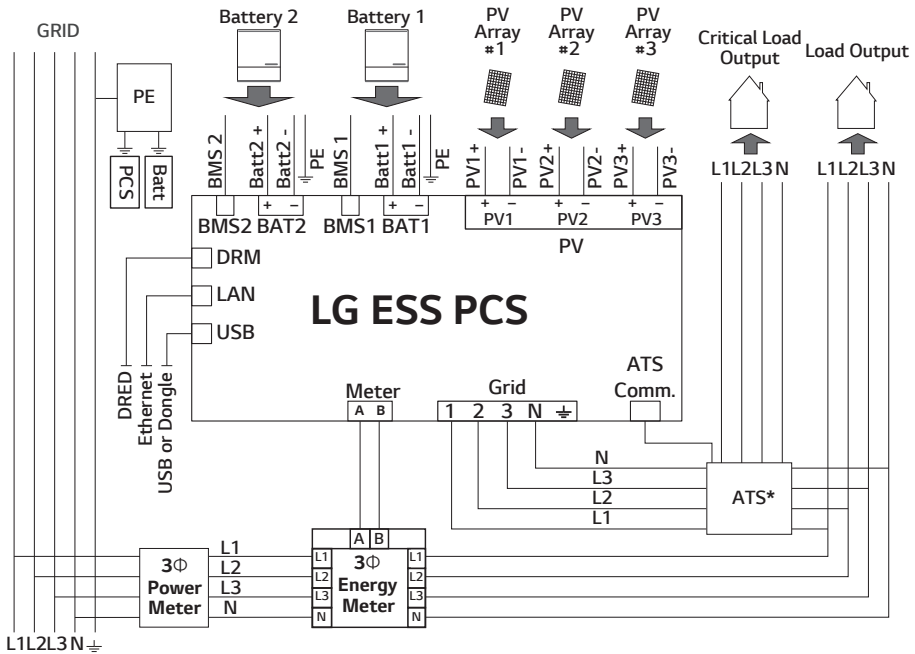 GRID
Battery 2
Battery 1
PV
Array
#1
PV
Array
#2
PV
Array
#3
Critical Load
Output
Load Output
PE
PCS
Batt
BMS 2
Batt2 +
Batt2 -
PE
BMS 1
Batt1 +
Batt1 -
PE
PV1+
PV1-
PV2+
PV2-
PV3+
PV3-
L1L2L3 N
L1L2L3N
+ −
+ −
+ −
+ −
+ −
BMS2 BAT2
BMS1 BAT1
PV1 PV2 PV3
PV
DRM
LAN
USB
LG ESS PCS
DRED
Ethernet
USB or Dongle
Meter
A B
Grid
1 2 3 N
ATS
Comm.
N
L3
L2
L1
ATS*
3Φ
Power
Meter
L1
L2
L3
N
A B
3Φ
Energy
Meter
L1
L2
L3
N
L1
L2
L3
N
L1L2L3 N